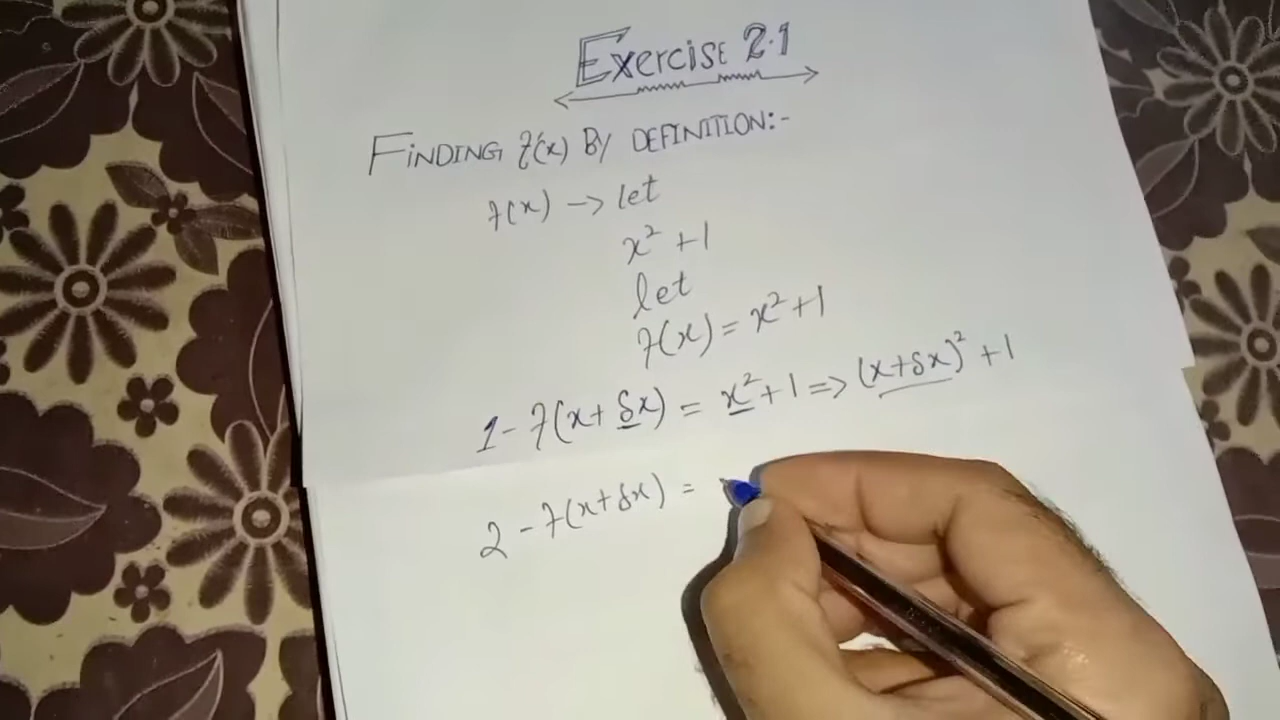 Exercise 2.1
FINDING f'(x) BY DEFINITION:-
f(x) → let
x² + 1
let
f(x) = x² + 1
1 - f(x + δx) = x² + 1 => (x + δx)² + 1
2 - f(x + δx) =